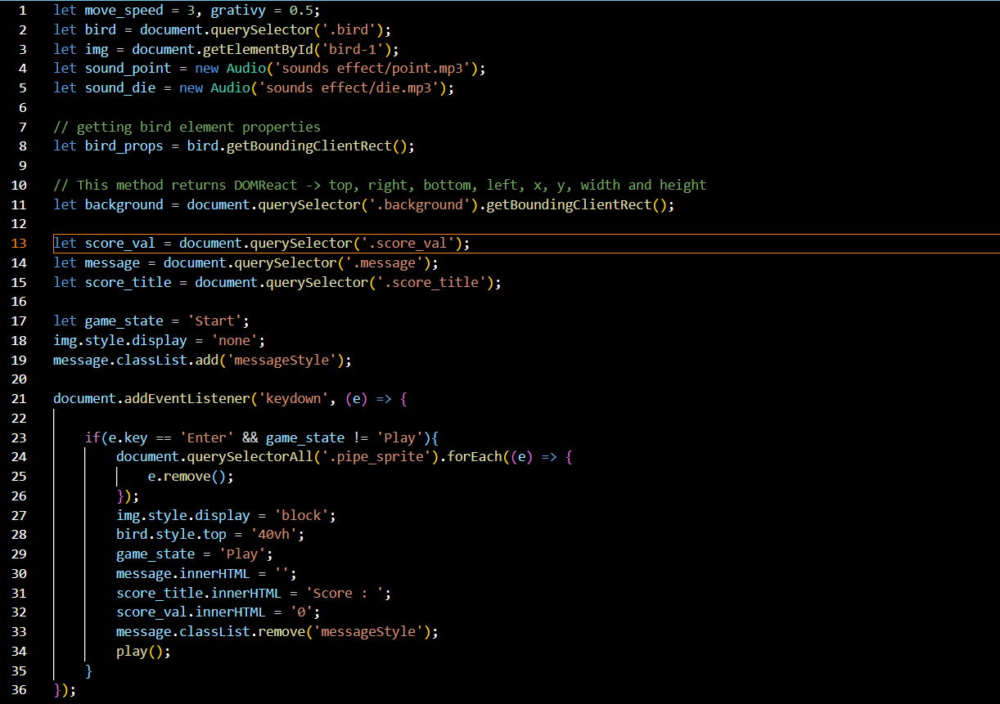 1 let move_speed = 3, grativy = 0.5;
2 let bird = document.querySelector('.bird');
3 let img = document.getElementById('bird-1');
4 let sound_point = new Audio('sounds effect/point.mp3');
5 let sound_die = new Audio('sounds effect/die.mp3');
6
7 // getting bird element properties
8 let bird_props = bird.getBoundingClientRect();
9
10 // This method returns DOMReact -> top, right, bottom, left, x, y, width and height
11 let background = document.querySelector('.background').getBoundingClientRect();
12
13 let score_val = document.querySelector('.score_val');
14 let message = document.querySelector('.message');
15 let score_title = document.querySelector('.score_title');
16
17 let game_state = 'Start';
18 img.style.display = 'none';
19 message.classList.add('messageStyle');
20
21 document.addEventListener('keydown', (e) => {
22
23     if(e.key == 'Enter' && game_state != 'Play'){
24         document.querySelectorAll('.pipe_sprite').forEach((e) => {
25             e.remove();
26         });
27         img.style.display = 'block';
28         bird.style.top = '40vh';
29         game_state = 'Play';
30         message.innerHTML = '';
31         score_title.innerHTML = 'Score : ';
32         score_val.innerHTML = '0';
33         message.classList.remove('messageStyle');
34         play();
35     }
36 });